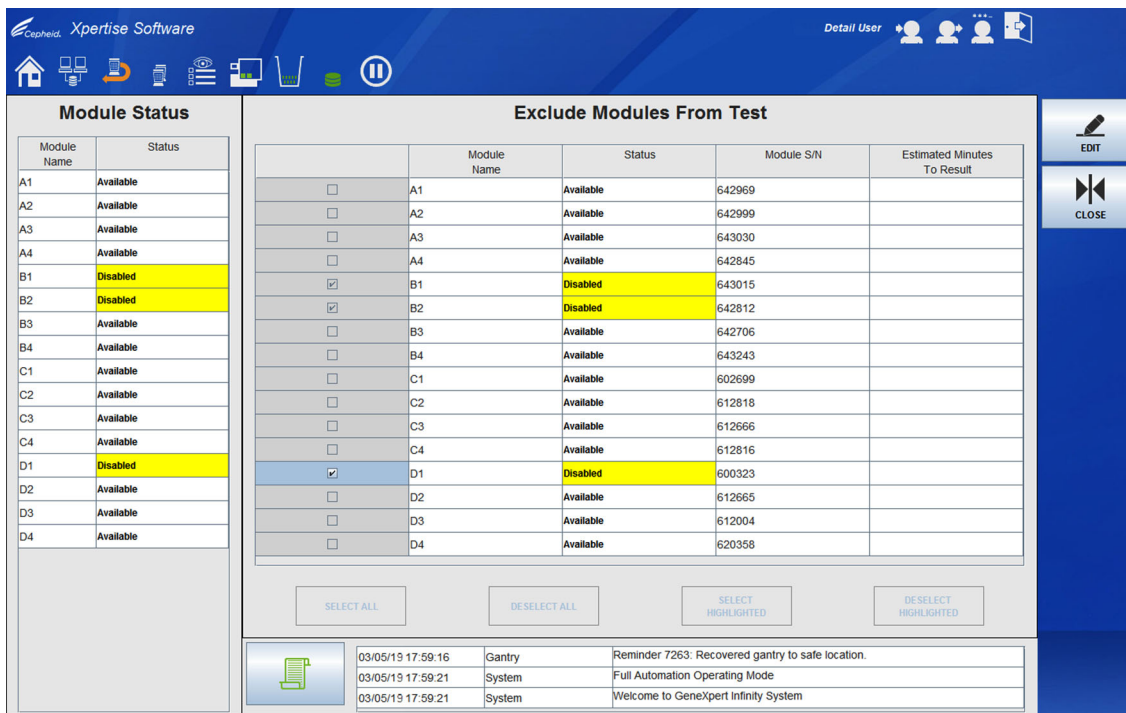 Cepheid. Xpertise Software
Detail User
Module Status
Module Name Status
A1 Available
A2 Available
A3 Available
A4 Available
B1 Disabled
B2 Disabled
B3 Available
B4 Available
C1 Available
C2 Available
C3 Available
C4 Available
D1 Disabled
D2 Available
D3 Available
D4 Available
Exclude Modules From Test
Module Name Status Module S/N Estimated Minutes To Result
A1 Available 642969
A2 Available 642999
A3 Available 643030
A4 Available 642845
B1 Disabled 643015
B2 Disabled 642812
B3 Available 642706
B4 Available 643243
C1 Available 602699
C2 Available 612818
C3 Available 612666
C4 Available 612816
D1 Disabled 600323
D2 Available 612665
D3 Available 612004
D4 Available 620358
SELECT ALL
DESELECT ALL
SELECT HIGHLIGHTED
DESELECT HIGHLIGHTED
03/05/19 17:59:16 Gantry Reminder 7263: Recovered gantry to safe location.
03/05/19 17:59:21 System Full Automation Operating Mode
03/05/19 17:59:21 System Welcome to GeneXpert Infinity System
EDIT
CLOSE